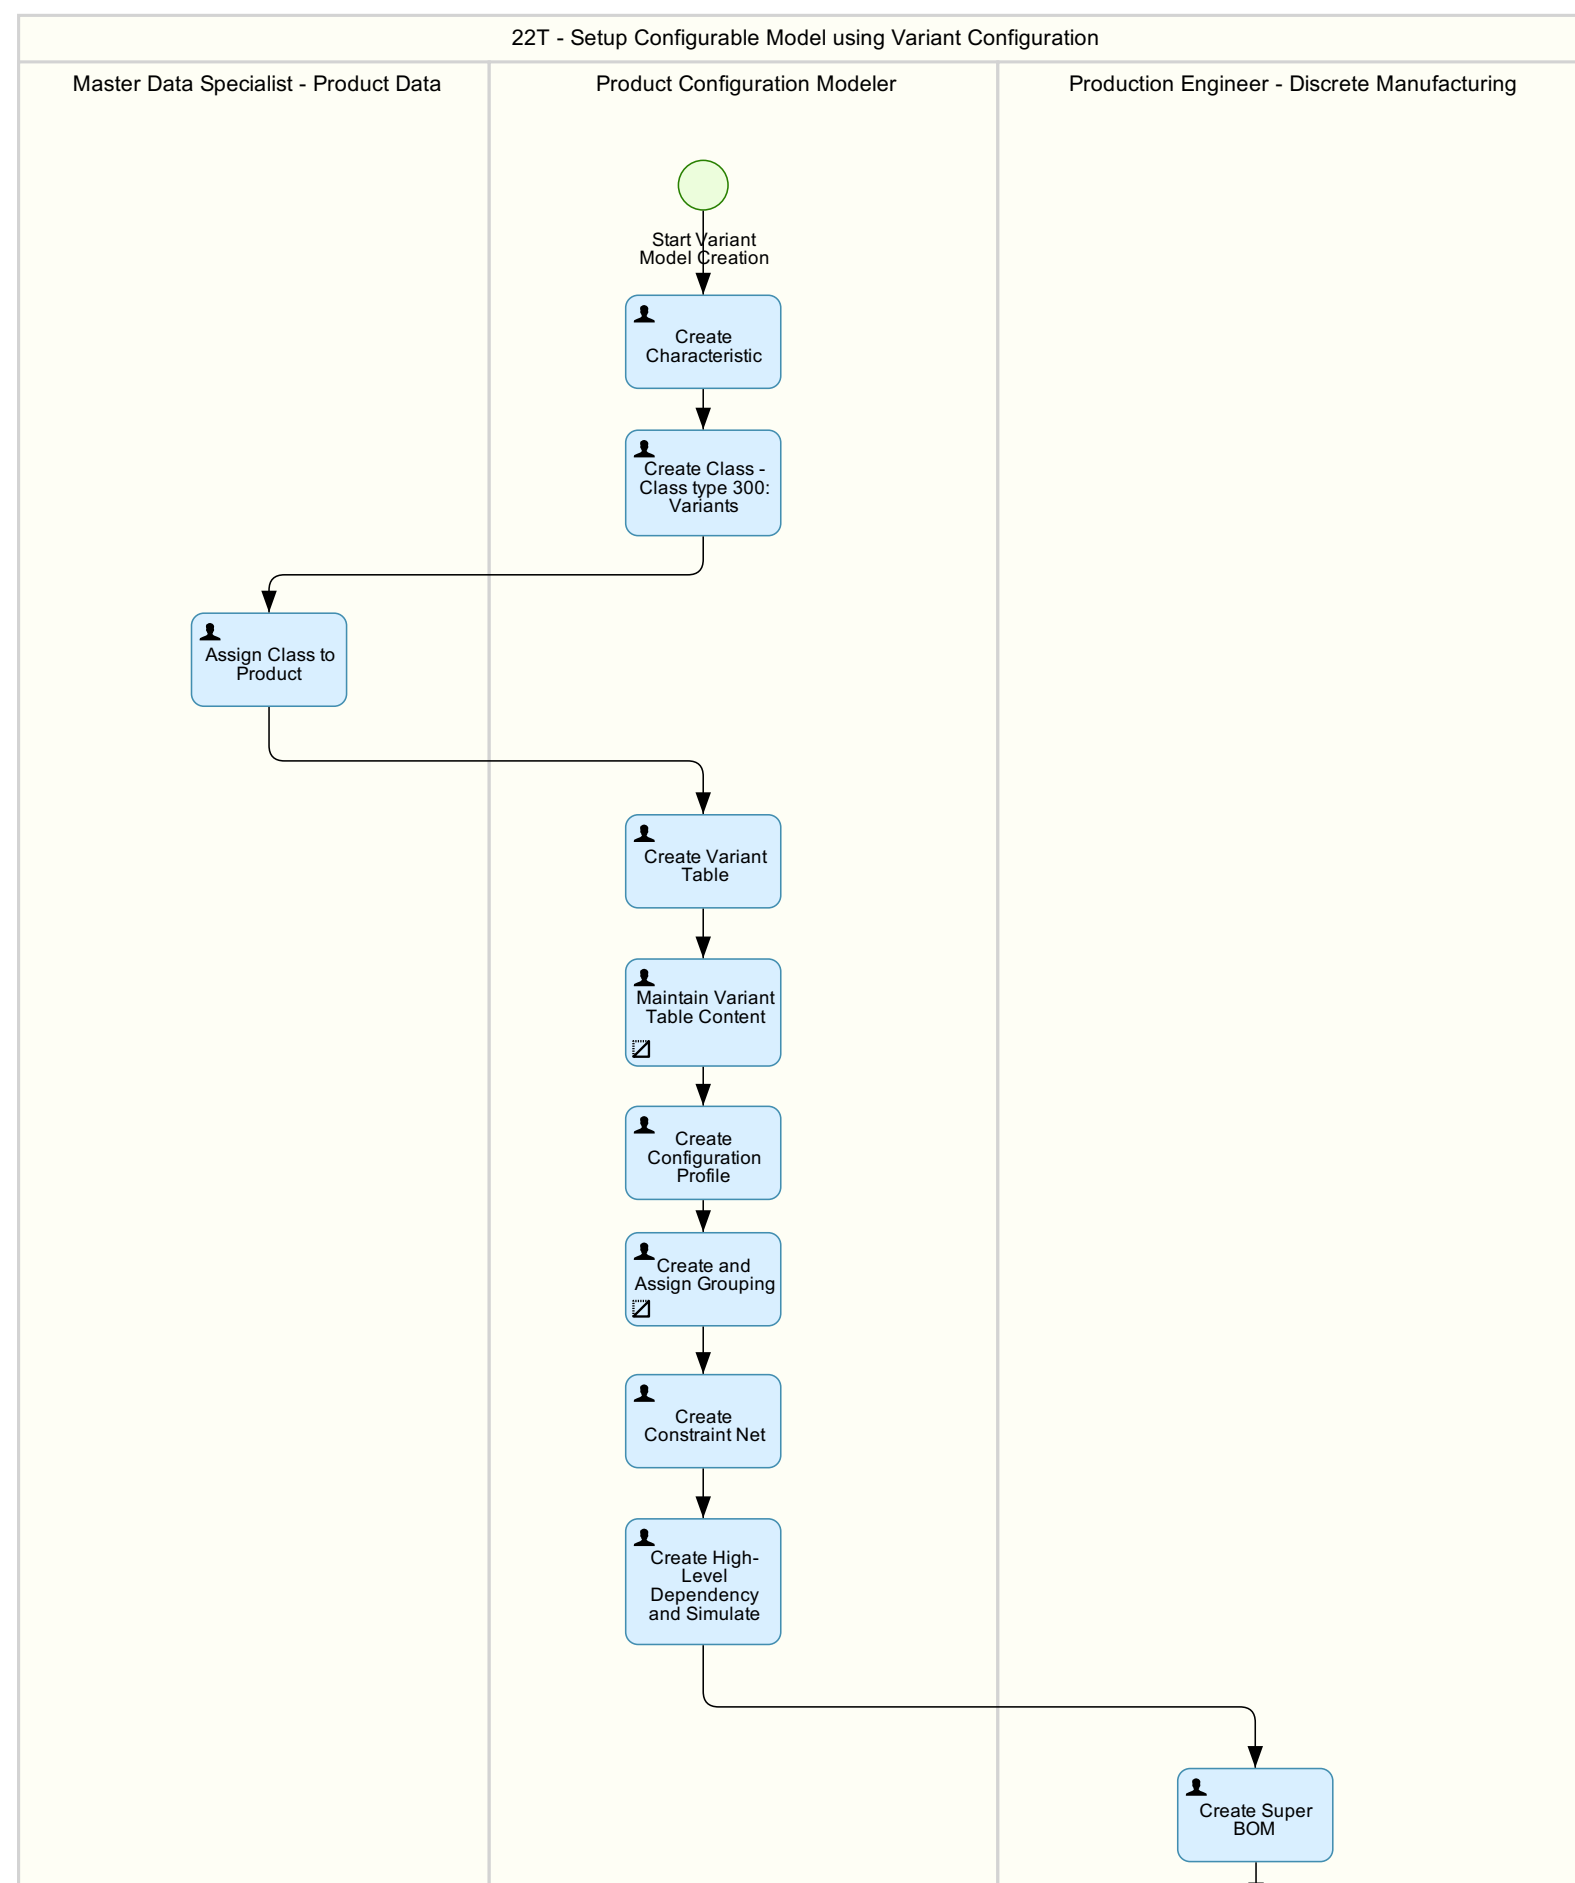 22T - Setup Configurable Model using Variant Configuration
Master Data Specialist - Product Data
Product Configuration Modeler
Production Engineer - Discrete Manufacturing
Start Variant
Model Creation
Create
Characteristic
Create Class -
Class type 300:
Variants
Assign Class to
Product
Create Variant
Table
Maintain Variant
Table Content
Create
Configuration
Profile
Create and
Assign Grouping
Create
Constraint Net
Create High-
Level
Dependency
and Simulate
Create Super
BOM